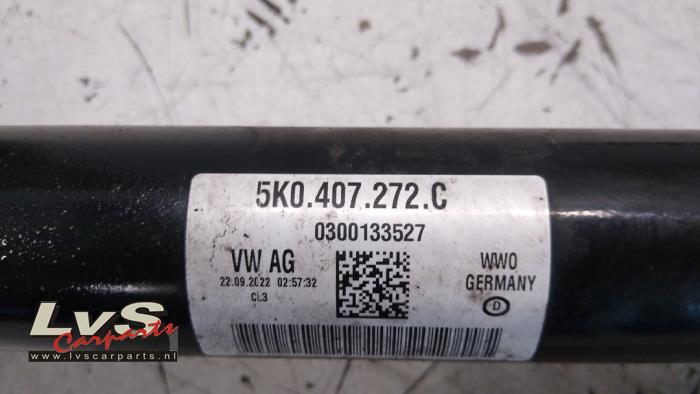 5K0.407.272.C
0300133527
VW AG
22.09.2022 02:57:32
CL3
WWO
GERMANY
D
LvS
Carparts
www.lvscarparts.nl